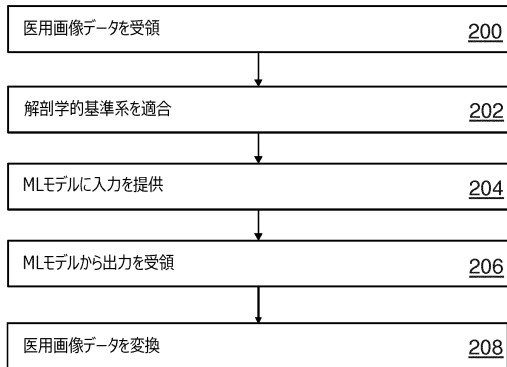 医用画像データを受領 200
解剖学的基準系を適合 202
MLモデルに入力を提供 204
MLモデルから出力を受領 206
医用画像データを変換 208